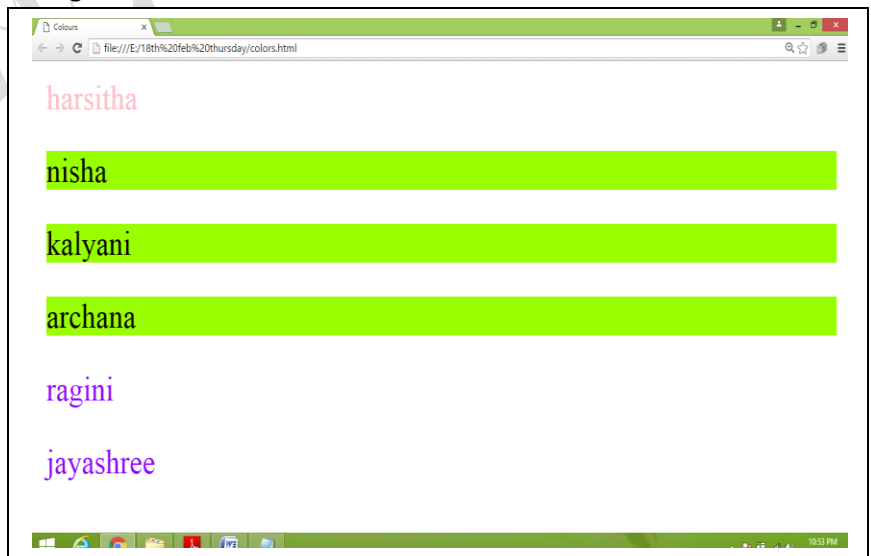 Colours
file:///E:/18th%20feb%20thursday/colors.html
harsitha
nisha
kalyani
archana
ragini
jayashree
10:53 PM